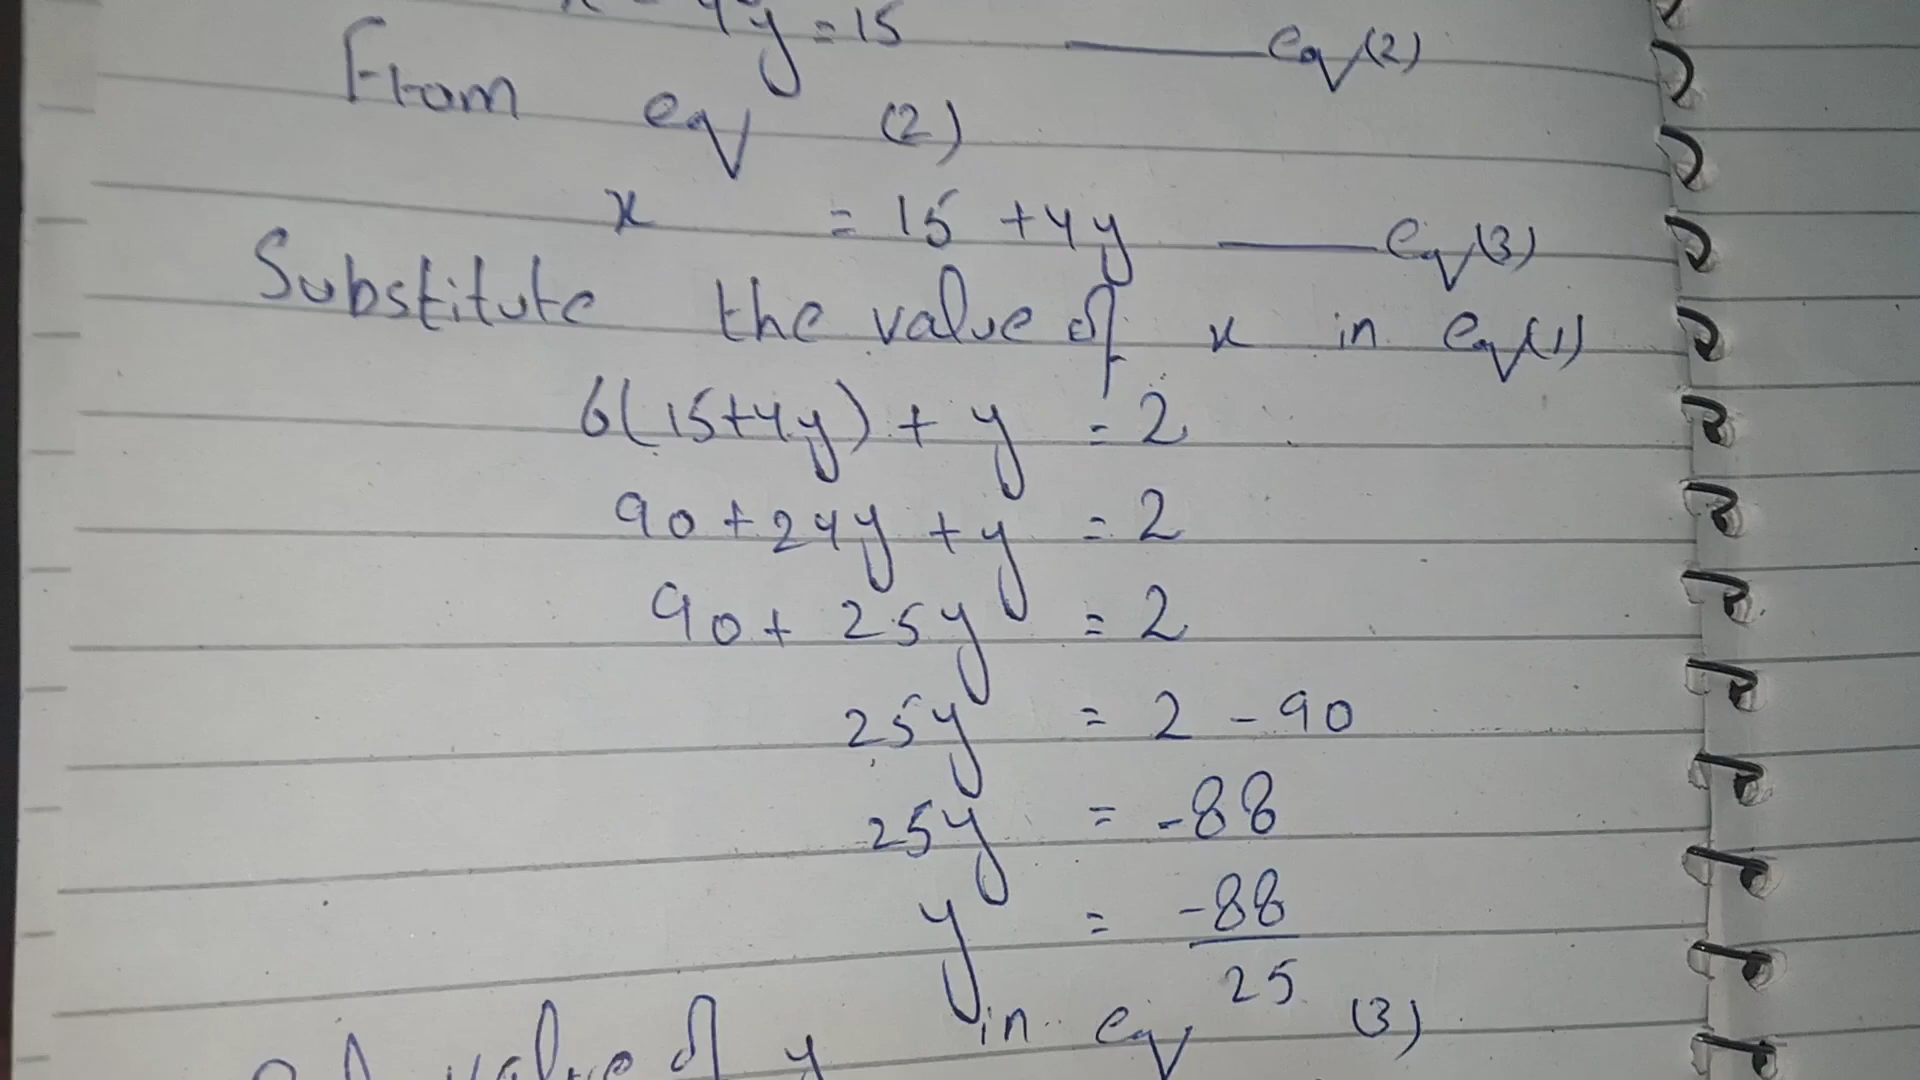 4y = 15 eq(2)
From eq (2)
x = 15 + 4y eq(3)
Substitute the value of x in eq(1)
6(15+4y) + y = 2
90 + 24y + y = 2
90 + 25y = 2
25y = 2 - 90
25y = -88
y = -88
25
value of y in eq (3)